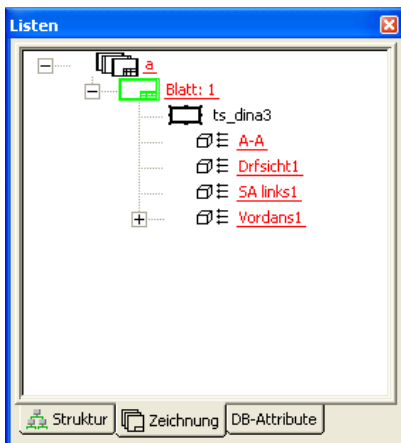 Listen
a
Blatt: 1
ts_dina3
A-A
Drfsicht1
SA links1
Vordans1
Struktur Zeichnung DB-Attribute